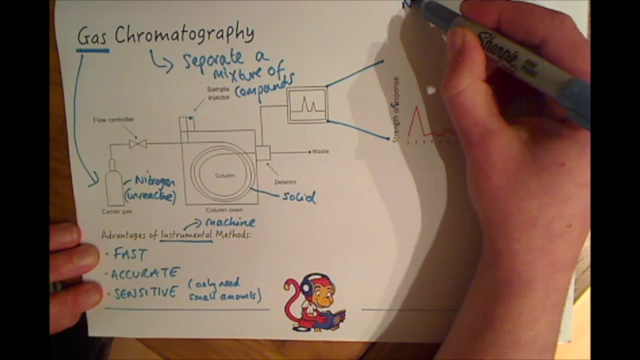 Gas Chromatography
Separate a
mixture of
compounds
Sample
injector
Flow controller
Strength of response
Nitrogen
(unreactive)
Column
Waste
Detector
Solid
Carrier gas
Column oven
machine
Advantages of Instrumental Methods:
· FAST
· ACCURATE
· SENSITIVE (only need
small amounts)
Sharpie